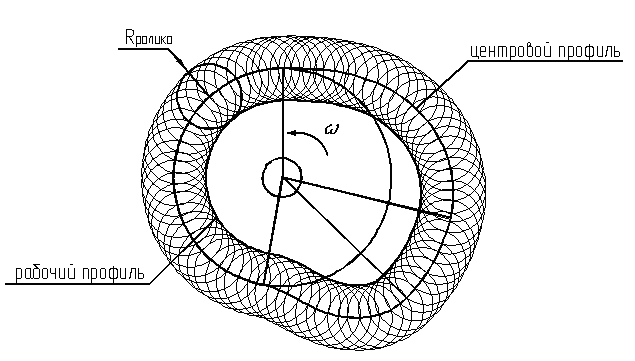 Rролика
центровой профиль
ω
рабочий профиль